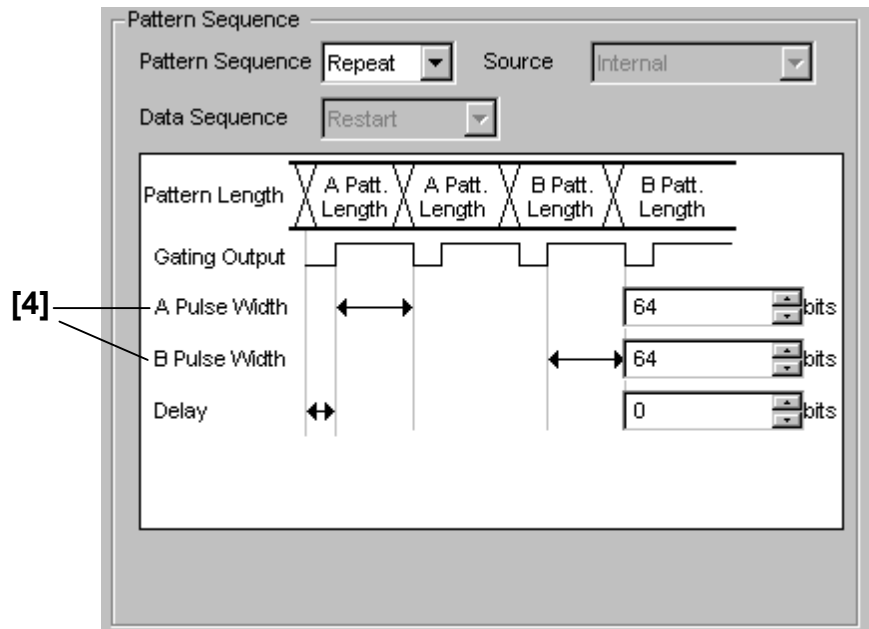 Pattern Sequence
Pattern Sequence Repeat Source Internal
Data Sequence Restart
Pattern Length A Patt. Length A Patt. Length B Patt. Length B Patt. Length
Gating Output
[4] A Pulse Width 64 bits
B Pulse Width 64 bits
Delay 0 bits